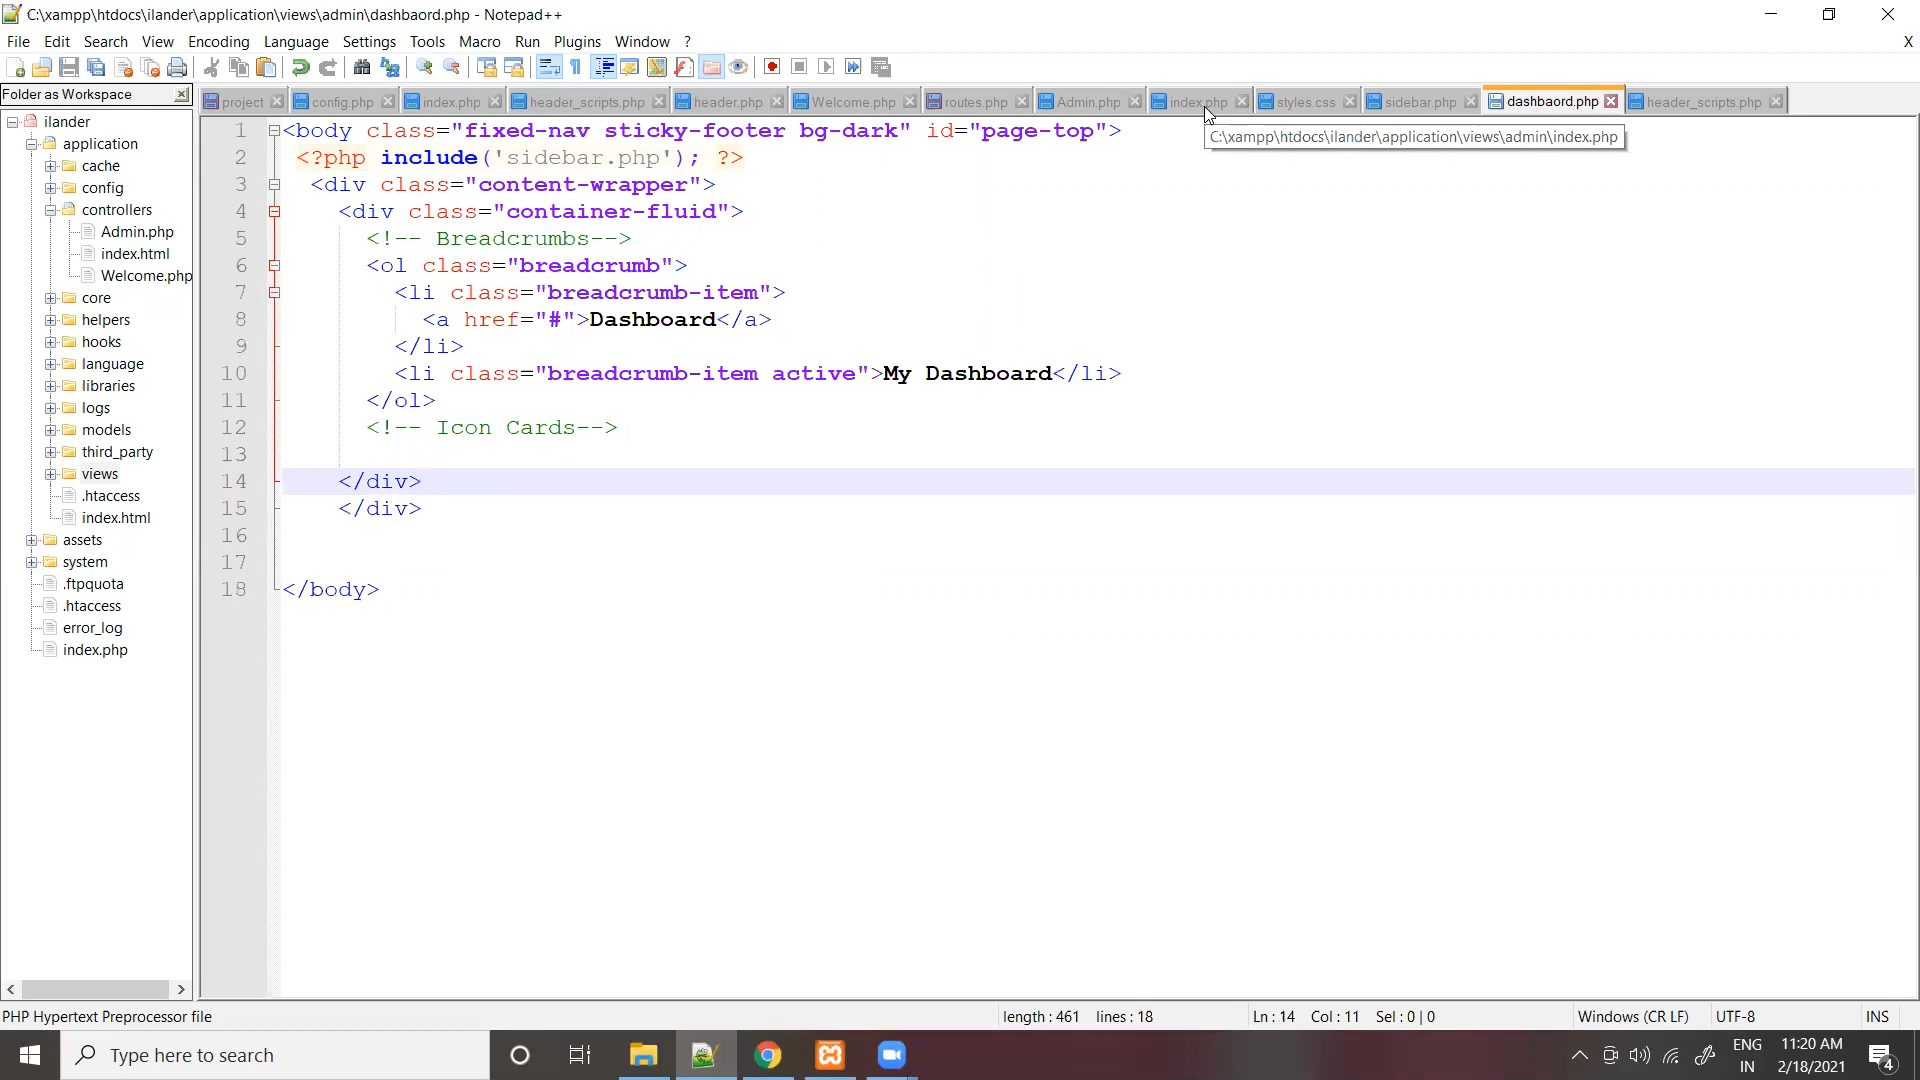 C:\xampp\htdocs\ilander\application\views\admin\dashbaord.php - Notepad++
File Edit Search View Encoding Language Settings Tools Macro Run Plugins Window ? X
Folder as Workspace
project config.php index.php header_scripts.php header.php Welcome.php routes.php Admin.php index.php styles.css sidebar.php dashbaord.php header_scripts.php
C:\xampp\htdocs\ilander\application\views\admin\index.php
ilander
application
cache
config
controllers
Admin.php
index.html
Welcome.php
core
helpers
hooks
language
libraries
logs
models
third_party
views
.htaccess
index.html
assets
system
.ftpquota
.htaccess
error_log
index.php
1 <body class="fixed-nav sticky-footer bg-dark" id="page-top">
2 <?php include('sidebar.php'); ?>
3 <div class="content-wrapper">
4 <div class="container-fluid">
5 <!-- Breadcrumbs-->
6 <ol class="breadcrumb">
7 <li class="breadcrumb-item">
8 <a href="#">Dashboard</a>
9 </li>
10 <li class="breadcrumb-item active">My Dashboard</li>
11 </ol>
12 <!-- Icon Cards-->
13
14 </div>
15 </div>
16
17
18 </body>
PHP Hypertext Preprocessor file length : 461 lines : 18 Ln : 14 Col : 11 Sel : 0 | 0 Windows (CR LF) UTF-8 INS
Type here to search
ENG
IN
11:20 AM
2/18/2021
4